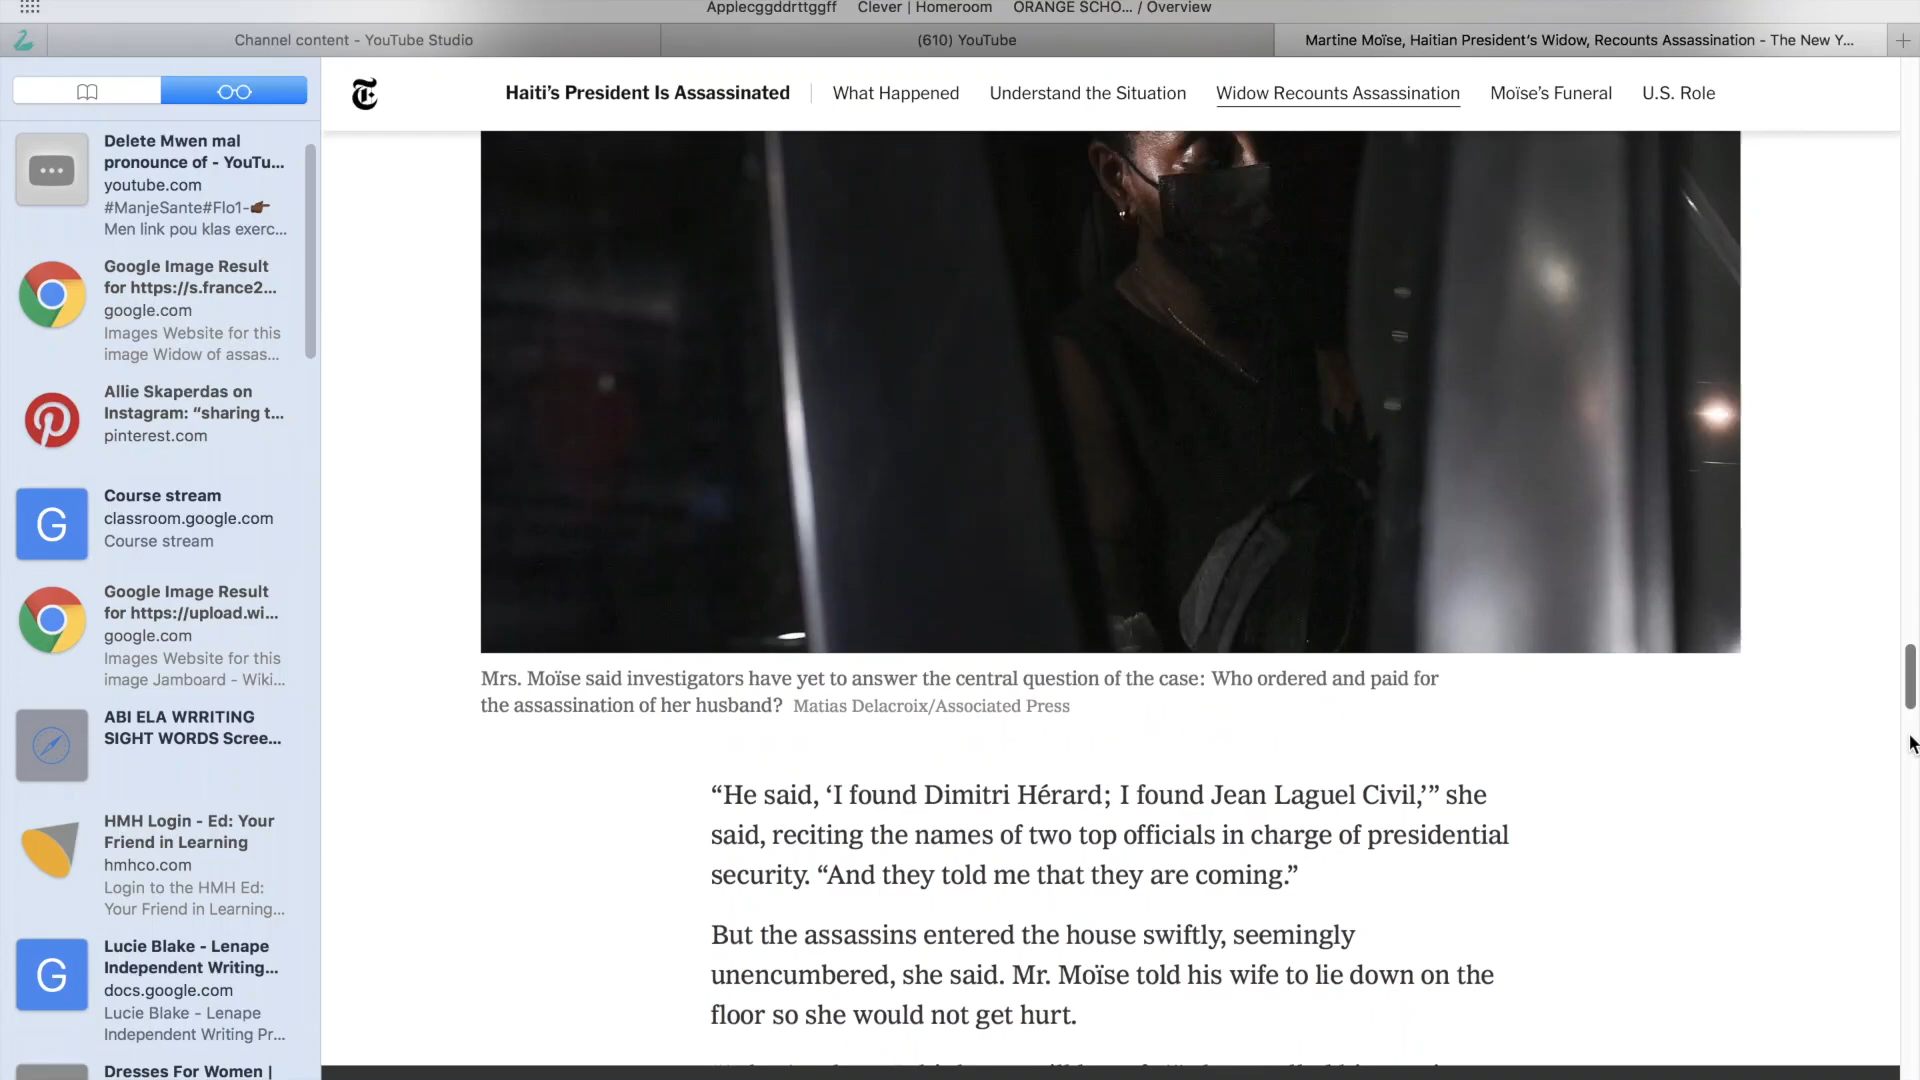 Applecggddrttggff Clever | Homeroom ORANGE SCHO... / Overview
Channel content - YouTube Studio
(610) YouTube
Martine Moïse, Haitian President's Widow, Recounts Assassination - The New Y...
Haiti's President Is Assassinated
What Happened
Understand the Situation
Widow Recounts Assassination
Moïse's Funeral
U.S. Role
Delete Mwen mal
pronounce of - YouTu...
youtube.com
#ManjeSante#Flo1-👉🏿
Men link pou klas exerc...
Google Image Result
for https://s.france2...
google.com
Images Website for this
image Widow of assas...
Allie Skaperdas on
Instagram: “sharing t...
pinterest.com
Course stream
classroom.google.com
Course stream
Google Image Result
for https://upload.wi...
google.com
Images Website for this
image Jamboard - Wiki...
ABI ELA WRRITING
SIGHT WORDS Scree...
HMH Login - Ed: Your
Friend in Learning
hmhco.com
Login to the HMH Ed:
Your Friend in Learning...
Lucie Blake - Lenape
Independent Writing...
docs.google.com
Lucie Blake - Lenape
Independent Writing Pr...
Dresses For Women |
Mrs. Moïse said investigators have yet to answer the central question of the case: Who ordered and paid for
the assassination of her husband? Matias Delacroix/Associated Press
“He said, ‘I found Dimitri Hérard; I found Jean Laguel Civil,’” she
said, reciting the names of two top officials in charge of presidential
security. “And they told me that they are coming.”
But the assassins entered the house swiftly, seemingly
unencumbered, she said. Mr. Moïse told his wife to lie down on the
floor so she would not get hurt.